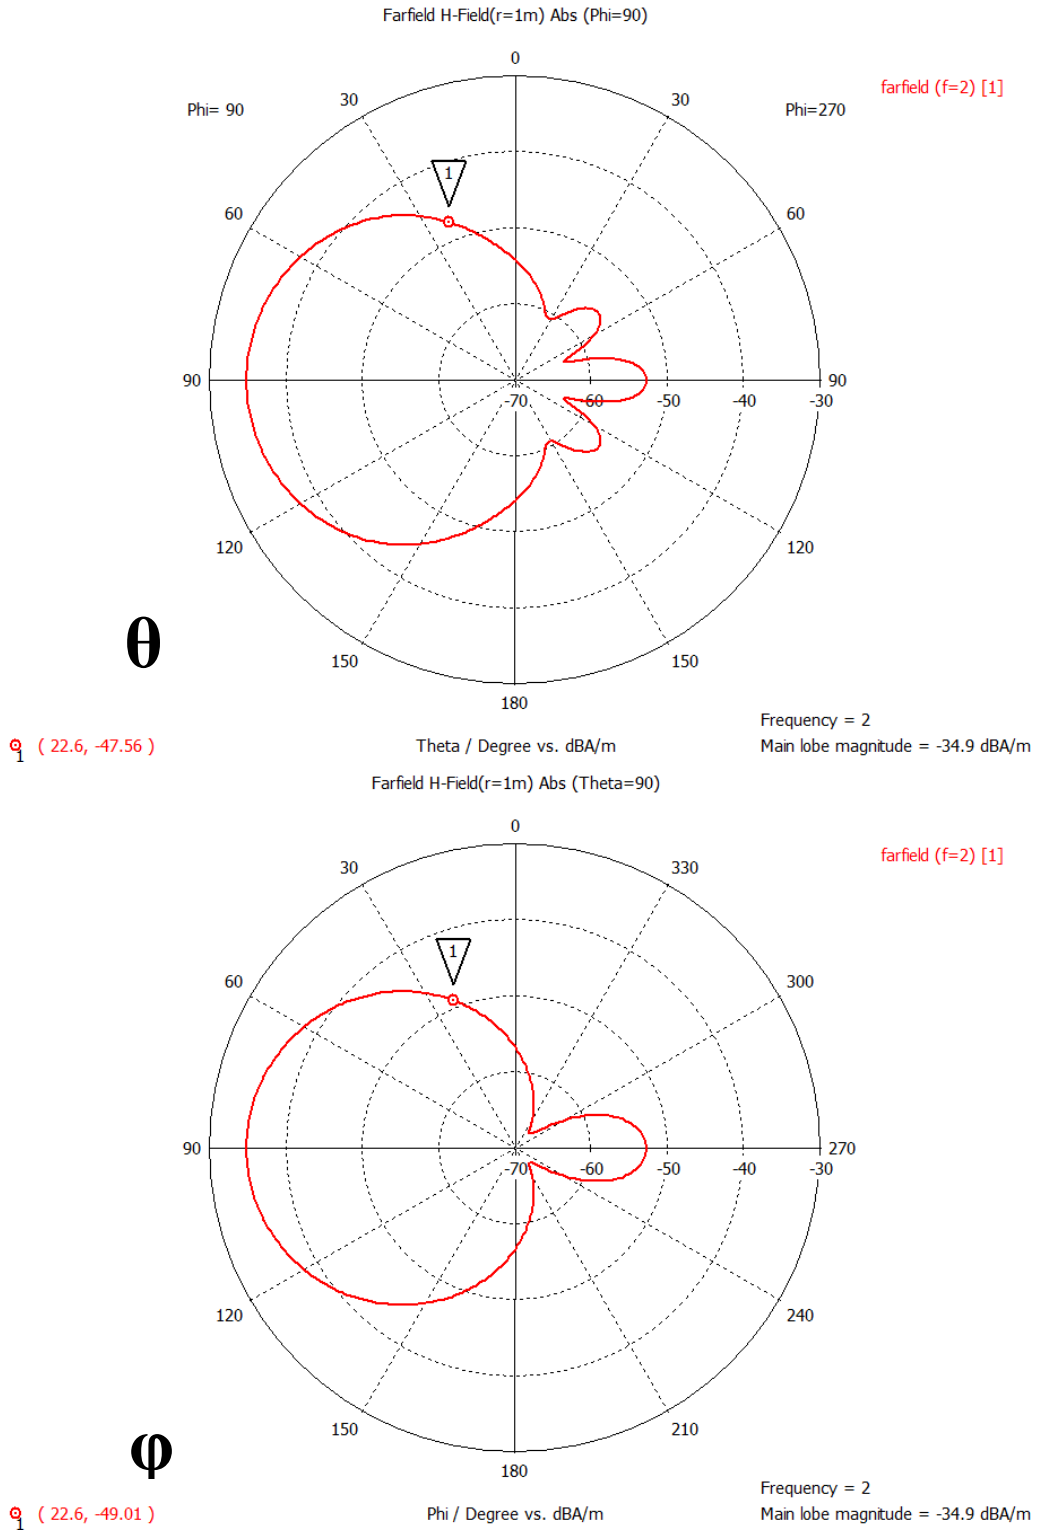 Farfield H-Field(r=1m) Abs (Phi=90)
0
farfield (f=2) [1]
30
30
Phi= 90
Phi=270
1
60
60
90
90
-70
-60
-50
-40
-30
120
120
θ
150
150
180
Frequency = 2
1 ( 22.6, -47.56 )
Theta / Degree vs. dBA/m
Main lobe magnitude = -34.9 dBA/m
Farfield H-Field(r=1m) Abs (Theta=90)
0
farfield (f=2) [1]
30
330
1
60
300
90
270
-70
-60
-50
-40
-30
120
240
150
210
φ
180
Frequency = 2
1 ( 22.6, -49.01 )
Phi / Degree vs. dBA/m
Main lobe magnitude = -34.9 dBA/m